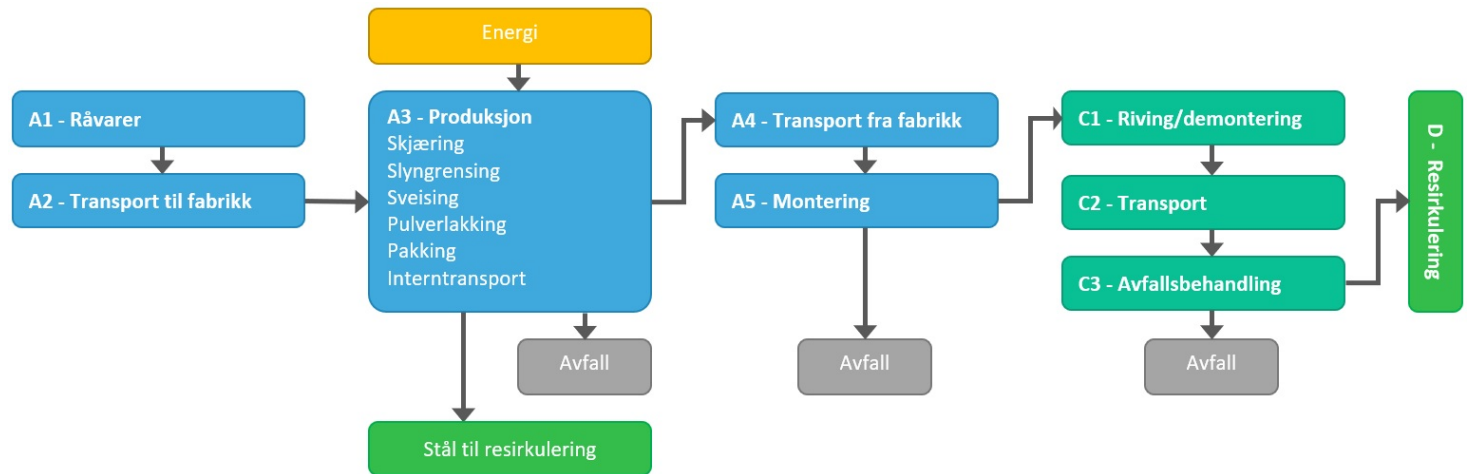 Energi
A1 - Råvarer
A2 - Transport til fabrikk
A3 - Produksjon
Skjæring
Slyngrensing
Sveising
Pulverlakking
Pakking
Interntransport
Avfall
Stål til resirkulering
A4 - Transport fra fabrikk
A5 - Montering
Avfall
C1 - Riving/demontering
C2 - Transport
C3 - Avfallsbehandling
Avfall
D - Resirkulering